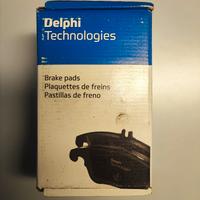 Delphi
Technologies
Brake pads
Plaquettes de freins
Pastillas de freno